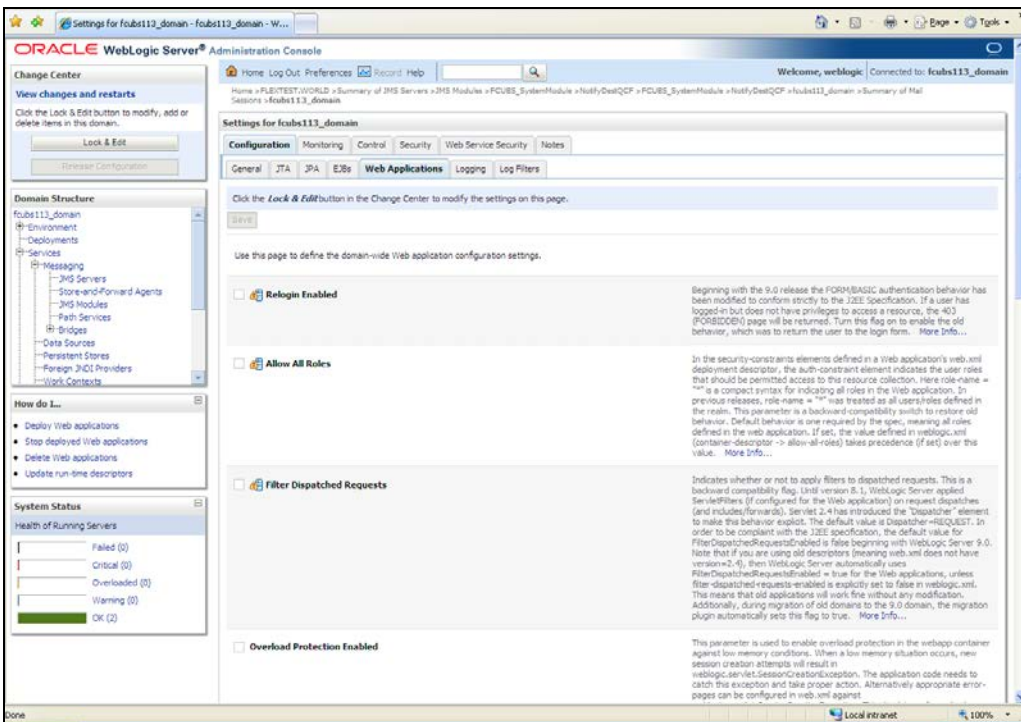 Settings for fcubs113_domain - fcubs113_domain - W...
Page
Tools
ORACLE WebLogic Server® Administration Console
Change Center
View changes and restarts
Click the Lock & Edit button to modify, add or
delete items in this domain.
Lock & Edit
Release Configuration
Domain Structure
fcubs113_domain
Environment
Deployments
Services
Messaging
JMS Servers
Store-and-Forward Agents
JMS Modules
Path Services
Bridges
Data Sources
Persistent Stores
Foreign JNDI Providers
Work Contexts
How do I...
Deploy Web applications
Stop deployed Web applications
Delete Web applications
Update run-time descriptors
System Status
Health of Running Servers
Failed (0)
Critical (0)
Overloaded (0)
Warning (0)
OK (2)
Home Log Out Preferences Record Help
Welcome, weblogic Connected to: fcubs113_domain
Home >FLEXTEST.WORLD >Summary of JMS Servers >JMS Modules >FCUBS_SystemModule >NotifyDestQCF >FCUBS_SystemModule >NotifyDestQCF >fcubs113_domain >Summary of Mail
Sessions >fcubs113_domain
Settings for fcubs113_domain
Configuration Monitoring Control Security Web Service Security Notes
General JTA JPA EJBs Web Applications Logging Log Filters
Click the Lock & Edit button in the Change Center to modify the settings on this page.
Save
Use this page to define the domain-wide Web application configuration settings.
Relogin Enabled
Beginning with the 9.0 release the FORM/BASIC authentication behavior has
been modified to conform strictly to the J2EE Specification. If a user has
logged-in but does not have privileges to access a resource, the 403
(FORBIDDEN) page will be returned. Turn this flag on to enable the old
behavior, which was to return the user to the login form. More Info...
Allow All Roles
In the security-constraints elements defined in a Web application's web.xml
deployment descriptor, the auth-constraint element indicates the user roles
that should be permitted access to this resource collection. Here role-name =
"*" is a compact syntax for indicating all roles in the Web application. In
previous releases, role-name = "*" was treated as all users/roles defined in
the realm. This parameter is a backward-compatibility switch to restore old
behavior. Default behavior is one required by the spec, meaning all roles
defined in the web application. If set, the value defined in weblogic.xml
(container-descriptor -> allow-all-roles) takes precedence (if set) over this
value. More Info...
Filter Dispatched Requests
Indicates whether or not to apply filters to dispatched requests. This is a
backward compatibility flag. Until version 8.1, WebLogic Server applied
ServletFilters (if configured for the Web application) on request dispatches
(and includes/forwards). Servlet 2.4 has introduced the "Dispatcher" element
to make this behavior explicit. The default value is Dispatcher=REQUEST. In
order to be complaint with the J2EE specification, the default value for
FilterDispatchedRequestsEnabled is false beginning with WebLogic Server 9.0.
Note that if you are using old descriptors (meaning web.xml does not have
version=2.4), then WebLogic Server automatically uses
FilterDispatchedRequestsEnabled = true for the Web applications, unless
filter-dispatched-requests-enabled is explicitly set to false in weblogic.xml.
This means that old applications will work fine without any modification.
Additionally, during migration of old domains to the 9.0 domain, the migration
plugin automatically sets this flag to true. More Info...
Overload Protection Enabled
This parameter is used to enable overload protection in the webapp container
against low memory conditions. When a low memory situation occurs, new
session creation attempts will result in
weblogic.servlet.SessionCreationException. The application code needs to
catch this exception and take proper action. Alternatively appropriate error-
pages can be configured in web.xml against
Done
Local intranet
100%